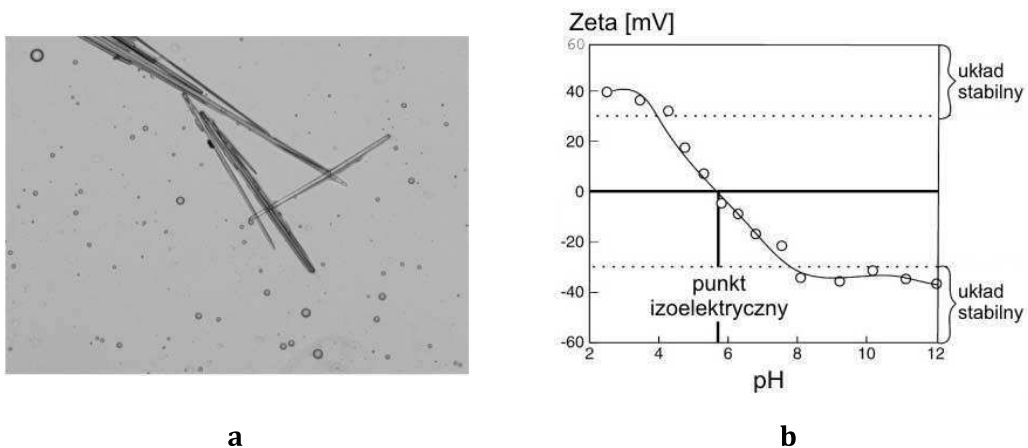 Zeta [mV]
60
40
20
0
-20
-40
-60
układ
stabilny
punkt
izoelektryczny
układ
stabilny
2 4 6 8 10 12
pH
a b